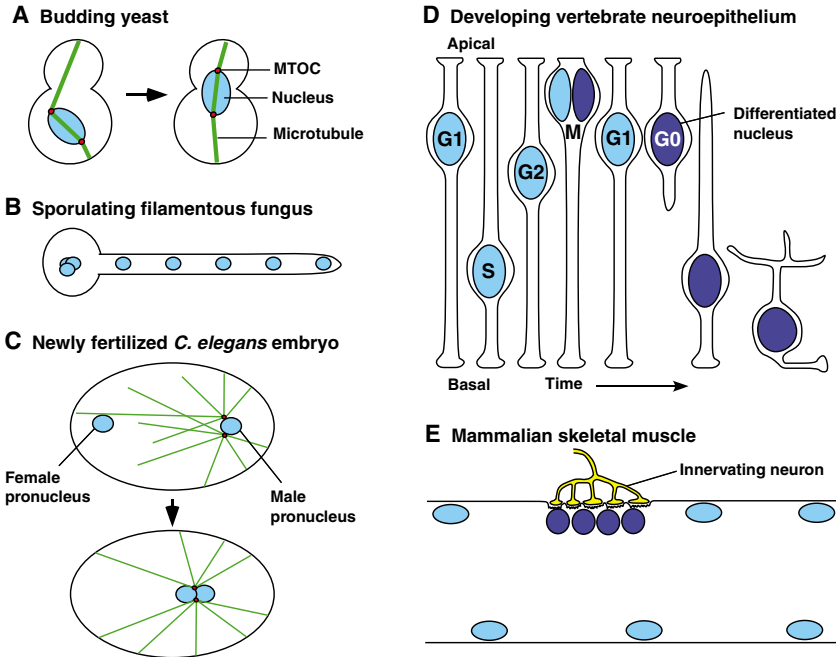 A Budding yeast
MTOC
Nucleus
Microtubule
B Sporulating filamentous fungus
C Newly fertilized C. elegans embryo
Female
pronucleus
Male
pronucleus
D Developing vertebrate neuroepithelium
Apical
G1
S
G2
M
G1
G0
Differentiated
nucleus
Basal
Time
E Mammalian skeletal muscle
Innervating neuron